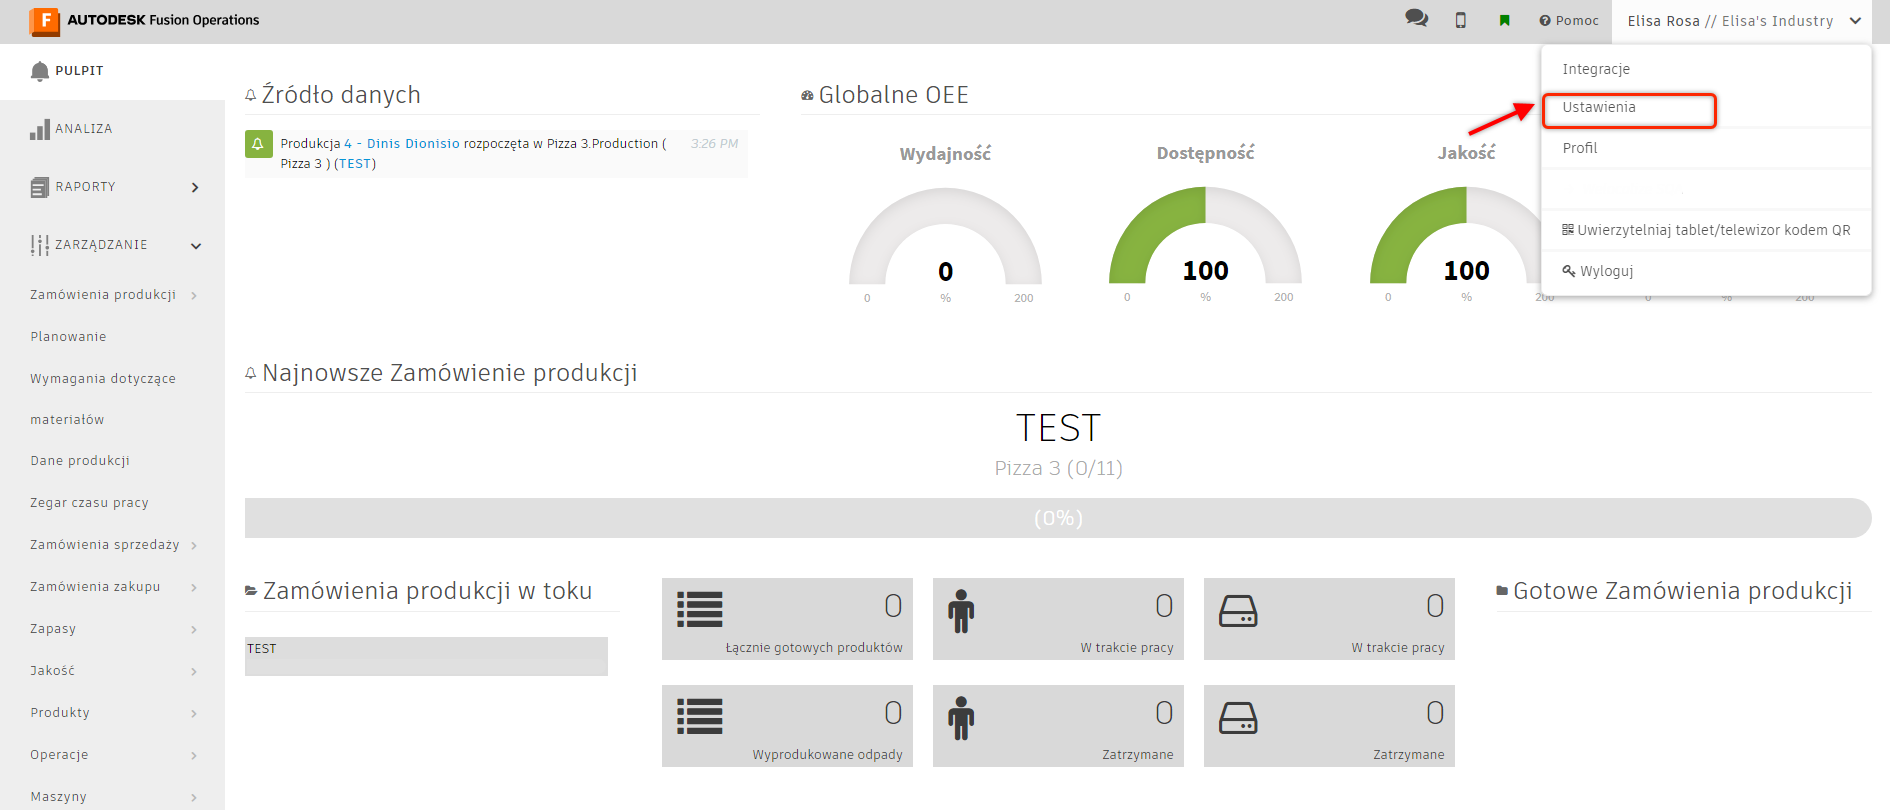 AUTODESK Fusion Operations
Pomoc
Elisa Rosa // Elisa's Industry
PULPIT
ANALIZA
RAPORTY
ZARZĄDZANIE
Zamówienia produkcji
Planowanie
Wymagania dotyczące
materiałów
Dane produkcji
Zegar czasu pracy
Zamówienia sprzedaży
Zamówienia zakupu
Zapasy
Jakość
Produkty
Operacje
Maszyny
Integracje
Ustawienia
Profil
Uwierzytelniaj tablet/telewizor kodem QR
Wyloguj
Źródło danych
Produkcja 4 - Dinis Dionisio rozpoczęta w Pizza 3.Production (
Pizza 3 ) (TEST)
3:26 PM
Globalne OEE
Wydajność
0
0 % 200
Dostępność
100
0 % 200
Jakość
100
0 % 200
0 % 200
Najnowsze Zamówienie produkcji
TEST
Pizza 3 (0/11)
(0%)
Zamówienia produkcji w toku
TEST
0
Łącznie gotowych produktów
0
W trakcie pracy
0
W trakcie pracy
0
Wyprodukowane odpady
0
Zatrzymane
0
Zatrzymane
Gotowe Zamówienia produkcji